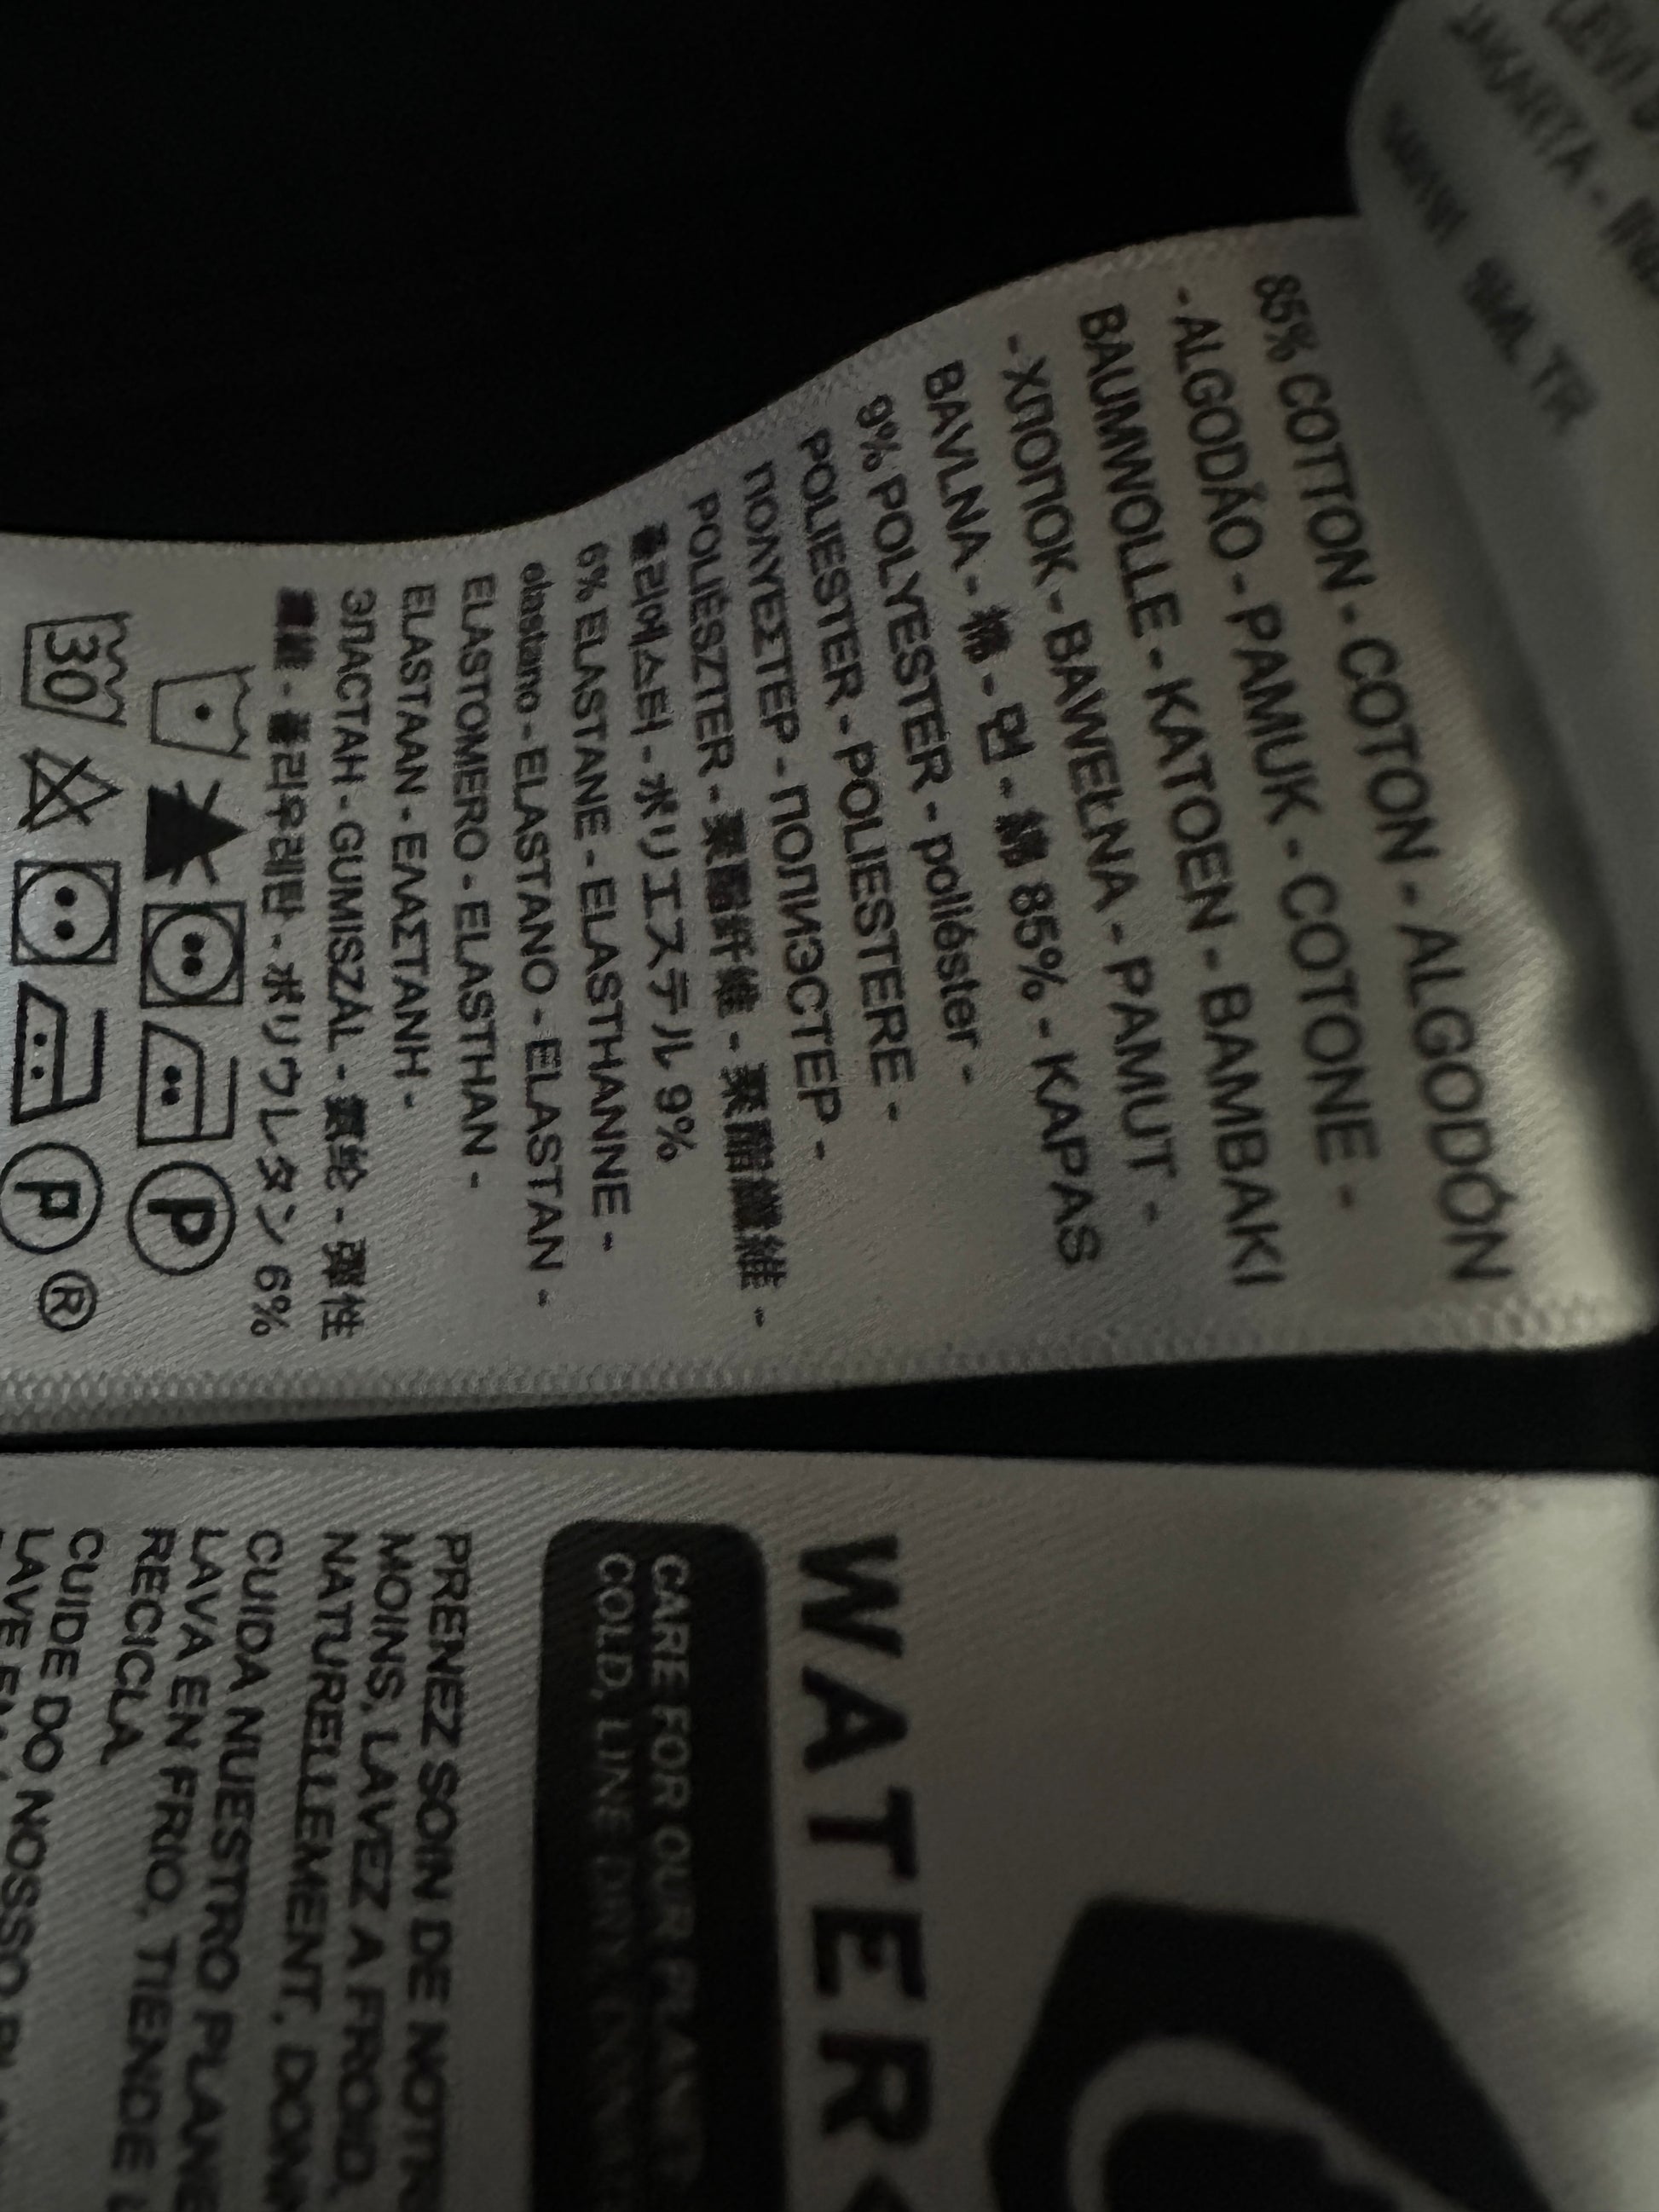 85% COTTON - COTON - ALGODÓN
- ALGODÃO - PAMUK - COTONE -
BAUMWOLLE - KATOEN - BAMBAKI
- ХЛОПОК - BAWEŁNA - PAMUT -
BAVLNA - 棉 - 면 - 綿 85% - KAPAS
9% POLYESTER - poliéster -
POLIESTER - POLIESTERE -
ΠΟΛΥΕΣΤΕΡ - ПОЛИЭСТЕР -
POLIÉSZTER - 聚酯纤维 - 聚酯纖維 -
폴리에스터 - ポリエステル 9%
6% ELASTANE - ELASTHANNE -
elastano - ELASTANO - ELASTAN -
ELASTOMERO - ELASTHAN -
ELASTAAN - ΕΛΑΣΤΑΝΗ -
ЭЛАСТАН - GUMISZÁL - 氨纶 - 彈性
纖維 - 폴리우레탄 - ポリウレタン 6%
P
30 P ®
WATER<
CARE FOR OUR PLANET
COLD, LINE DRY
PRENEZ SOIN DE
MOINS, LAVEZ A FROID,
NATURELLEMENT,
CUIDA NUESTRO
LAVA EN FRIO, TIENDE
RECICLA
CUIDE DO NOSSO
LAVE